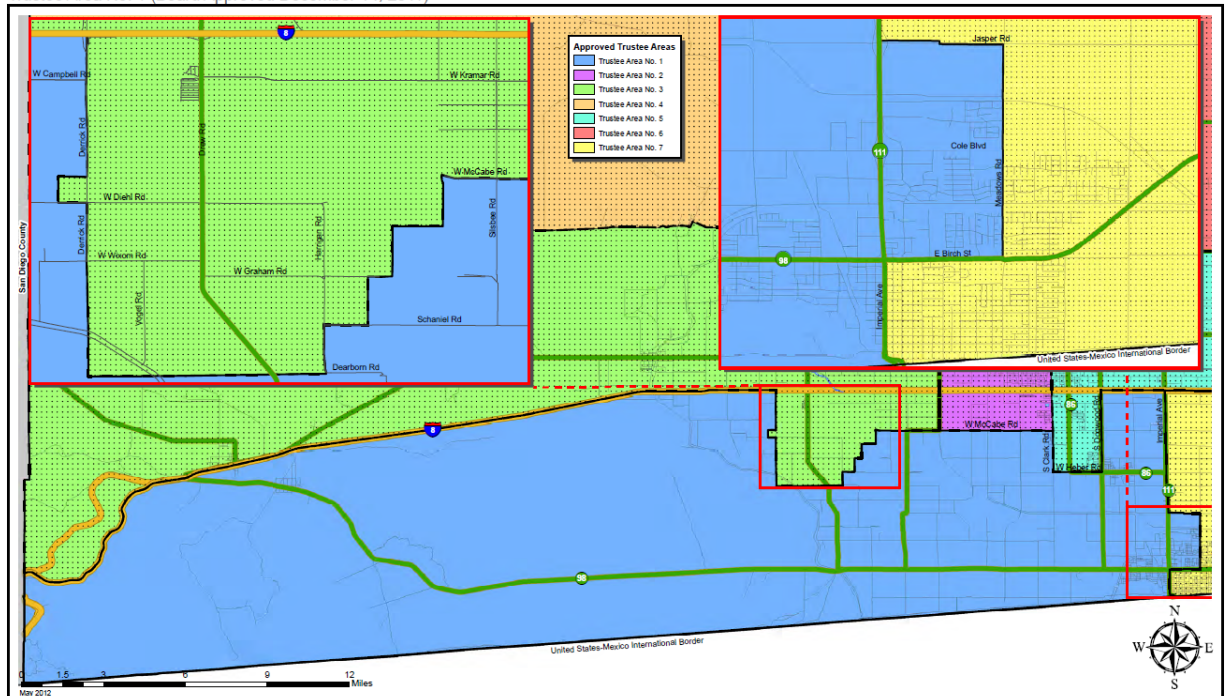 8
W Campbell Rd
W Kramar Rd
Derrick Rd
Drew Rd
W McCabe Rd
W Diehl Rd
Derrick Rd
Harrigan Rd
Silsbee Rd
W Wixom Rd
W Graham Rd
Vogel Rd
Schaniel Rd
Dearborn Rd
San Diego County
Approved Trustee Areas
Trustee Area No. 1
Trustee Area No. 2
Trustee Area No. 3
Trustee Area No. 4
Trustee Area No. 5
Trustee Area No. 6
Trustee Area No. 7
Jasper Rd
111
Cole Blvd
Meadows Rd
98
E Birch St
Imperial Ave
United States-Mexico International Border
8
W McCabe Rd
S Clark Rd
86
W Heber Rd
86
Imperial Ave
111
98
United States-Mexico International Border
0 1.5 3 6 9 12
Miles
May 2012
N
W E
S